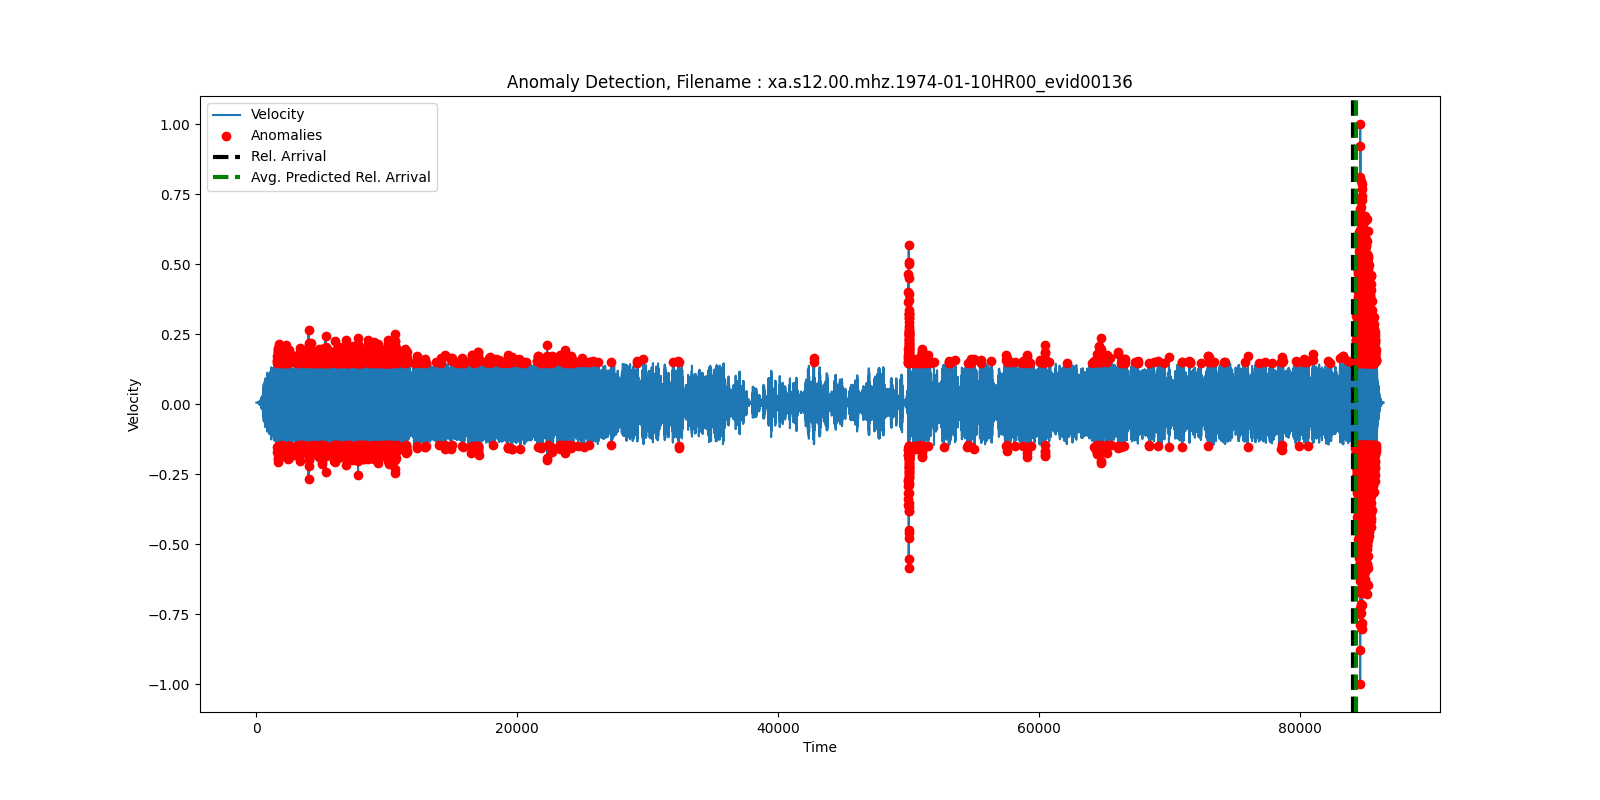 Anomaly Detection, Filename : xa.s12.00.mhz.1974-01-10HR00_evid00136
Velocity
Anomalies
Rel. Arrival
Avg. Predicted Rel. Arrival
1.00
0.75
0.50
0.25
0.00
−0.25
−0.50
−0.75
−1.00
Velocity
0
20000
40000
60000
80000
Time